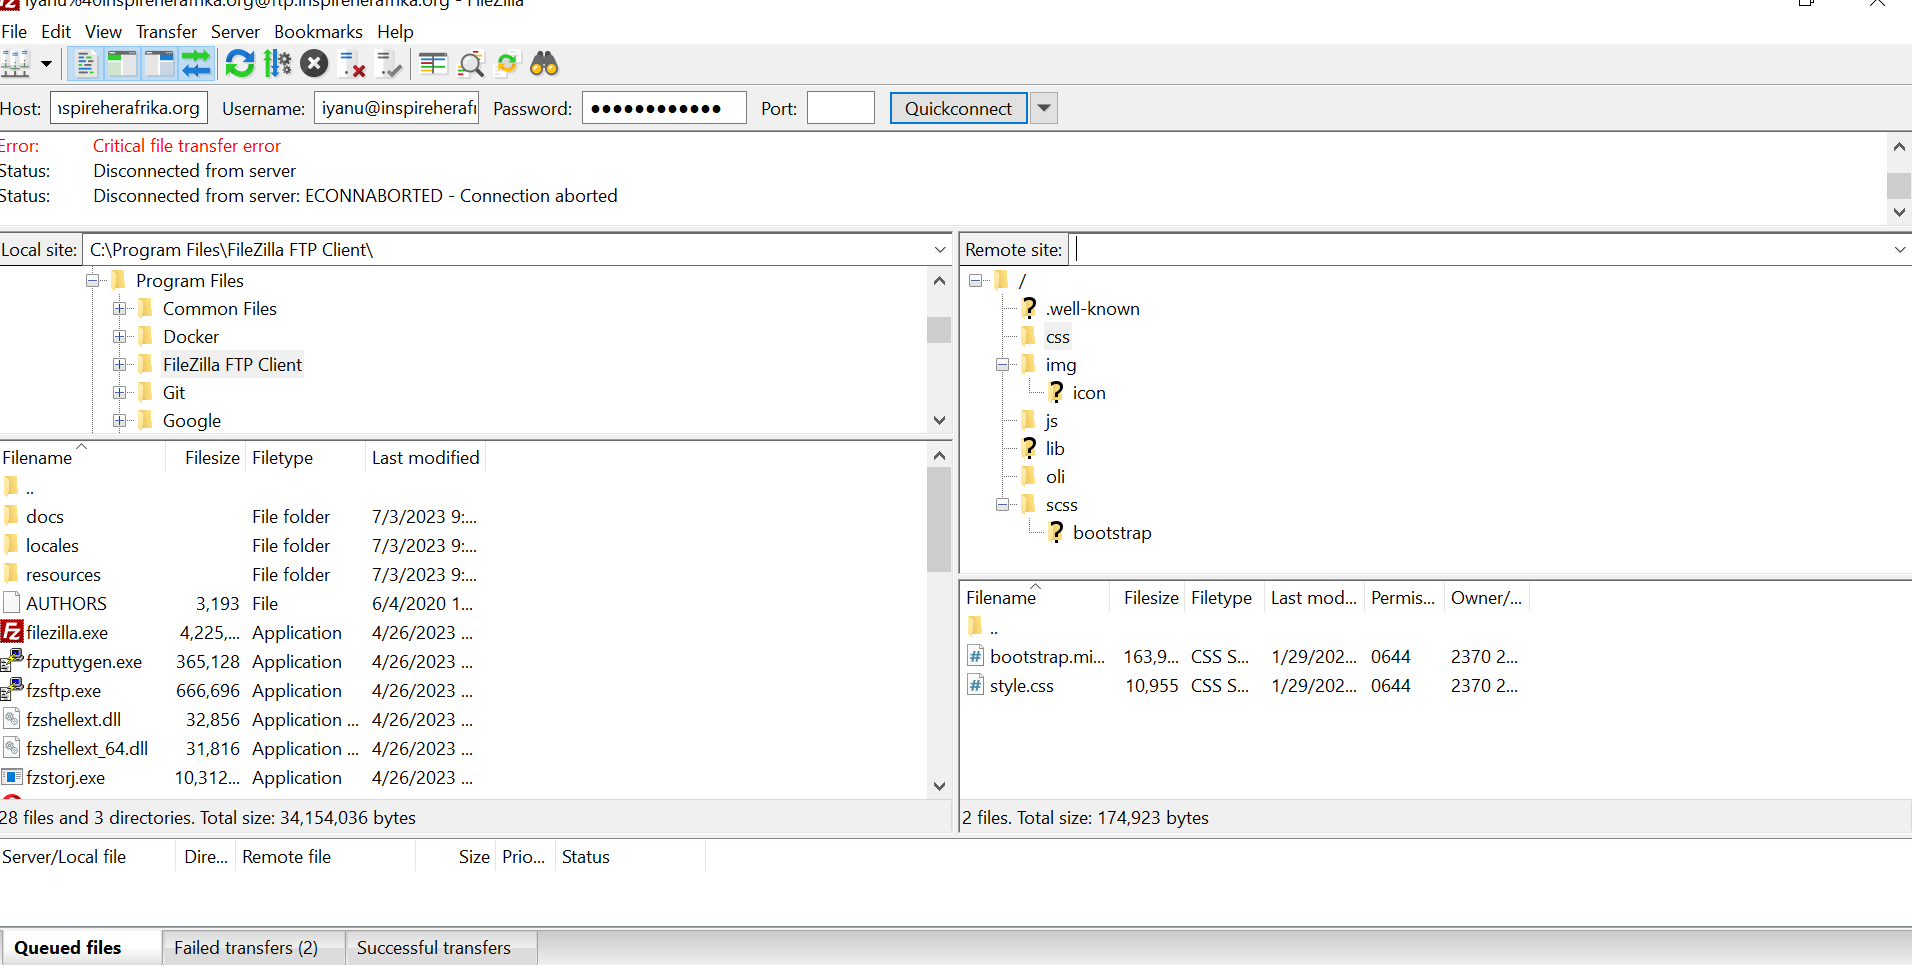 iyanu%40inspireherafrika.org@ftp.inspireherafrika.org - FileZilla
File Edit View Transfer Server Bookmarks Help
Host: nspireherafrika.org Username: iyanu@inspireherafr Password: ●●●●●●●●●●●● Port: Quickconnect
Error: Critical file transfer error
Status: Disconnected from server
Status: Disconnected from server: ECONNABORTED - Connection aborted
Local site: C:\Program Files\FileZilla FTP Client\
Program Files
Common Files
Docker
FileZilla FTP Client
Git
Google
Filename Filesize Filetype Last modified
..
docs File folder 7/3/2023 9:...
locales File folder 7/3/2023 9:...
resources File folder 7/3/2023 9:...
AUTHORS 3,193 File 6/4/2020 1...
filezilla.exe 4,225,... Application 4/26/2023 ...
fzputtygen.exe 365,128 Application 4/26/2023 ...
fzsftp.exe 666,696 Application 4/26/2023 ...
fzshellext.dll 32,856 Application ... 4/26/2023 ...
fzshellext_64.dll 31,816 Application ... 4/26/2023 ...
fzstorj.exe 10,312... Application 4/26/2023 ...
28 files and 3 directories. Total size: 34,154,036 bytes
Remote site:
/
.well-known
css
img
icon
js
lib
oli
scss
bootstrap
Filename Filesize Filetype Last mod... Permis... Owner/...
..
bootstrap.mi... 163,9... CSS S... 1/29/202... 0644 2370 2...
style.css 10,955 CSS S... 1/29/202... 0644 2370 2...
2 files. Total size: 174,923 bytes
Server/Local file Dire... Remote file Size Prio... Status
Queued files Failed transfers (2) Successful transfers